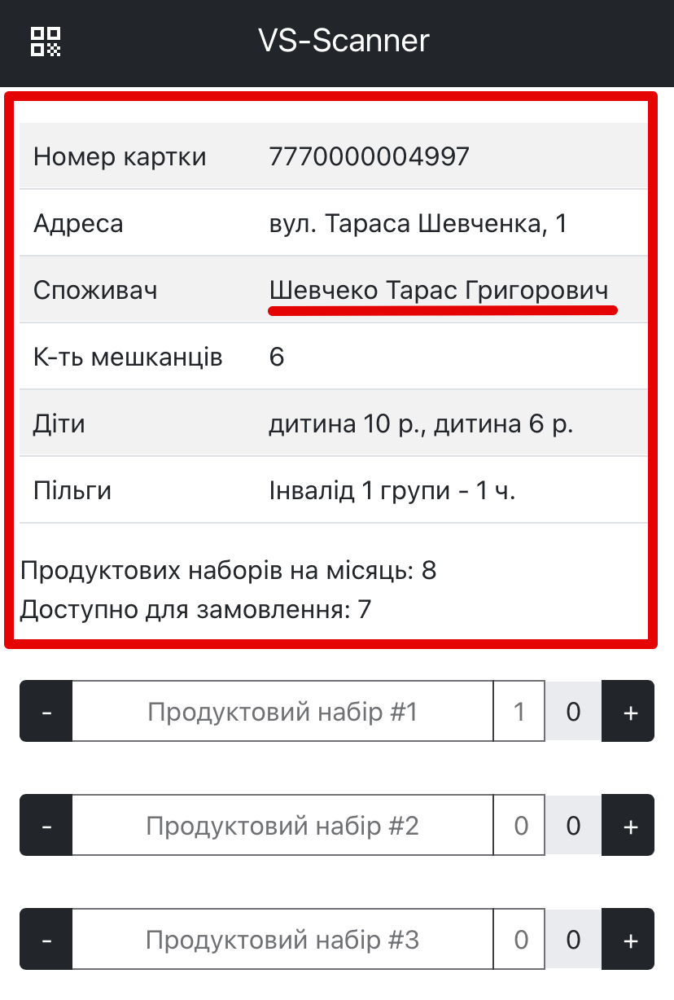 VS-Scanner
Номер картки 7770000004997
Адреса вул. Тараса Шевченка, 1
Споживач Шевчеко Тарас Григорович
К-ть мешканців 6
Діти дитина 10 р., дитина 6 р.
Пільги Інвалід 1 групи - 1 ч.
Продуктових наборів на місяць: 8
Доступно для замовлення: 7
- Продуктовий набір #1 1 0 +
- Продуктовий набір #2 0 0 +
- Продуктовий набір #3 0 0 +